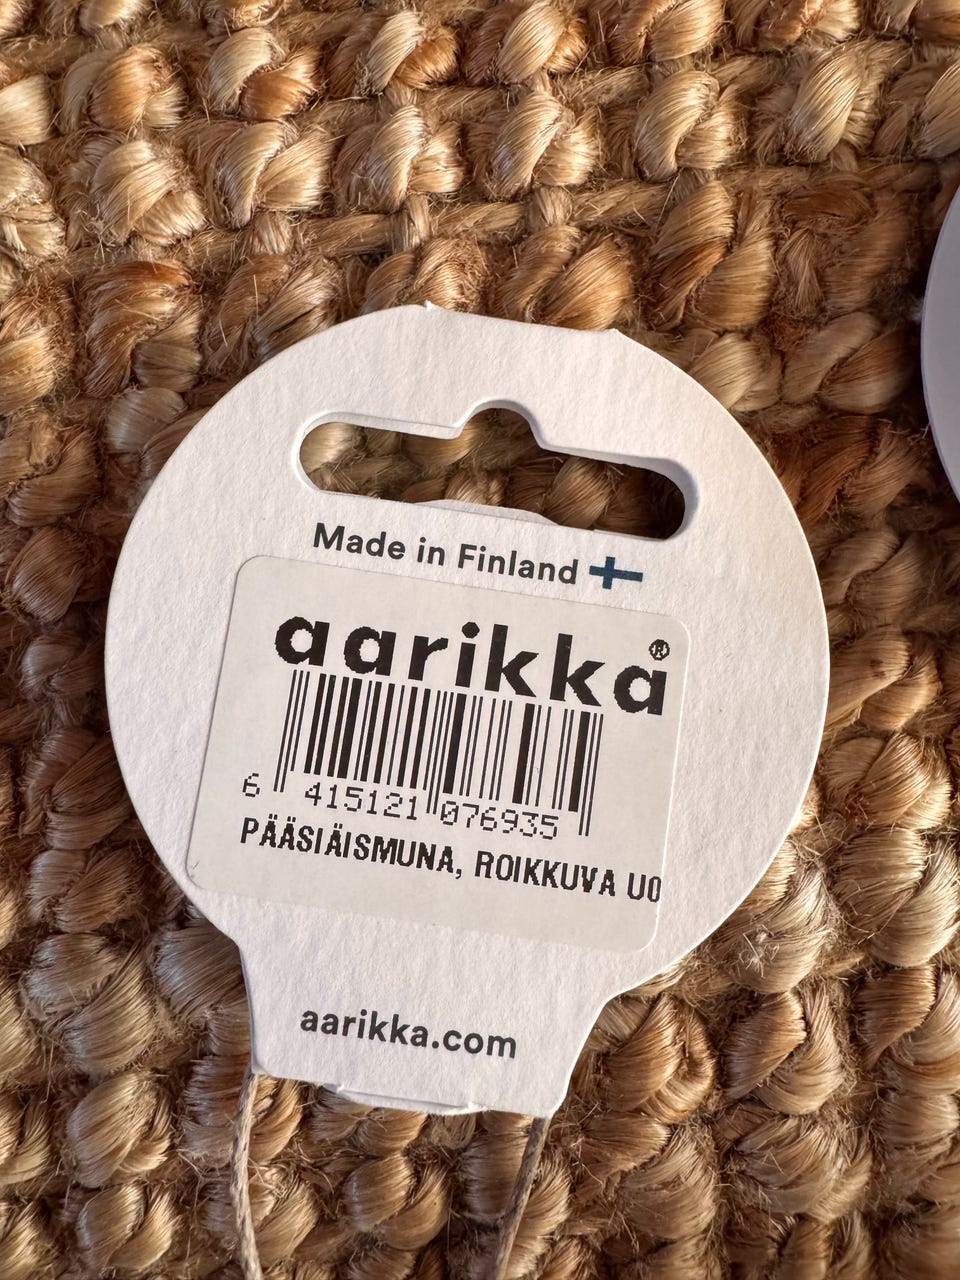 Made in Finland
aarikka®
6 415121 076935
PÄÄSIÄISMUNA, ROIKKUVA UO
aarikka.com